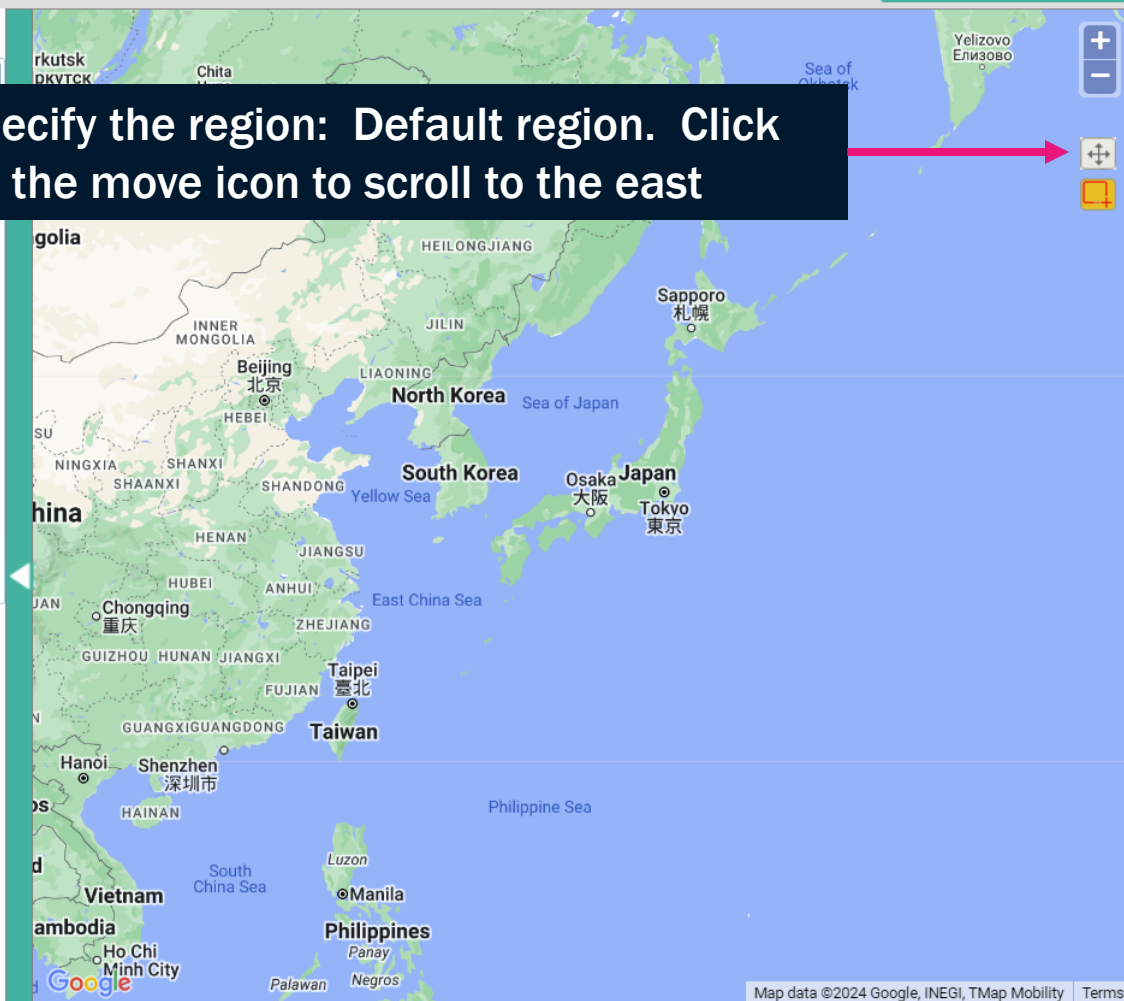 rkutsk
ркутск
Chita
Sea of
Okhotsk
Yelizovo
Елизово
+
−
ecify the region: Default region. Click
the move icon to scroll to the east
ngolia
HEILONGJIANG
INNER
MONGOLIA
JILIN
Sapporo
札幌
Beijing
北京
LIAONING
North Korea
Sea of Japan
HEBEI
SU
NINGXIA
SHANXI
SHAANXI
SHANDONG
South Korea
Yellow Sea
Osaka
大阪
Japan
Tokyo
東京
hina
HENAN
JIANGSU
HUBEI
ANHUI
East China Sea
UAN
Chongqing
重庆
ZHEJIANG
GUIZHOU
HUNAN
JIANGXI
Taipei
臺北
FUJIAN
N
GUANGXI
GUANGDONG
Taiwan
Hanoi
Shenzhen
深圳市
os
HAINAN
Philippine Sea
d
Luzon
South
China Sea
Vietnam
Manila
ambodia
Philippines
Ho Chi
Minh City
Panay
Palawan
Negros
Google
Map data ©2024 Google, INEGI, TMap Mobility
Terms